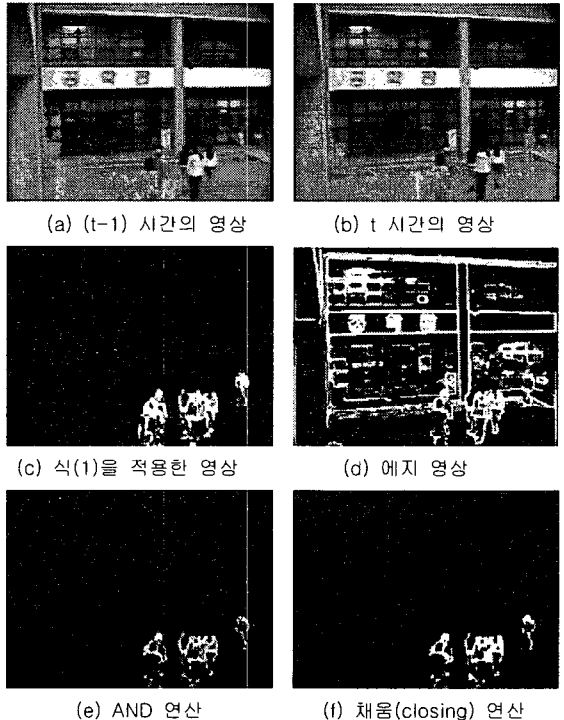 (a) (t-1) 시간의 영상
(b) t 시간의 영상
(c) 식(1)을 적용한 영상
(d) 에지 영상
(e) AND 연산
(f) 채움(closing) 연산